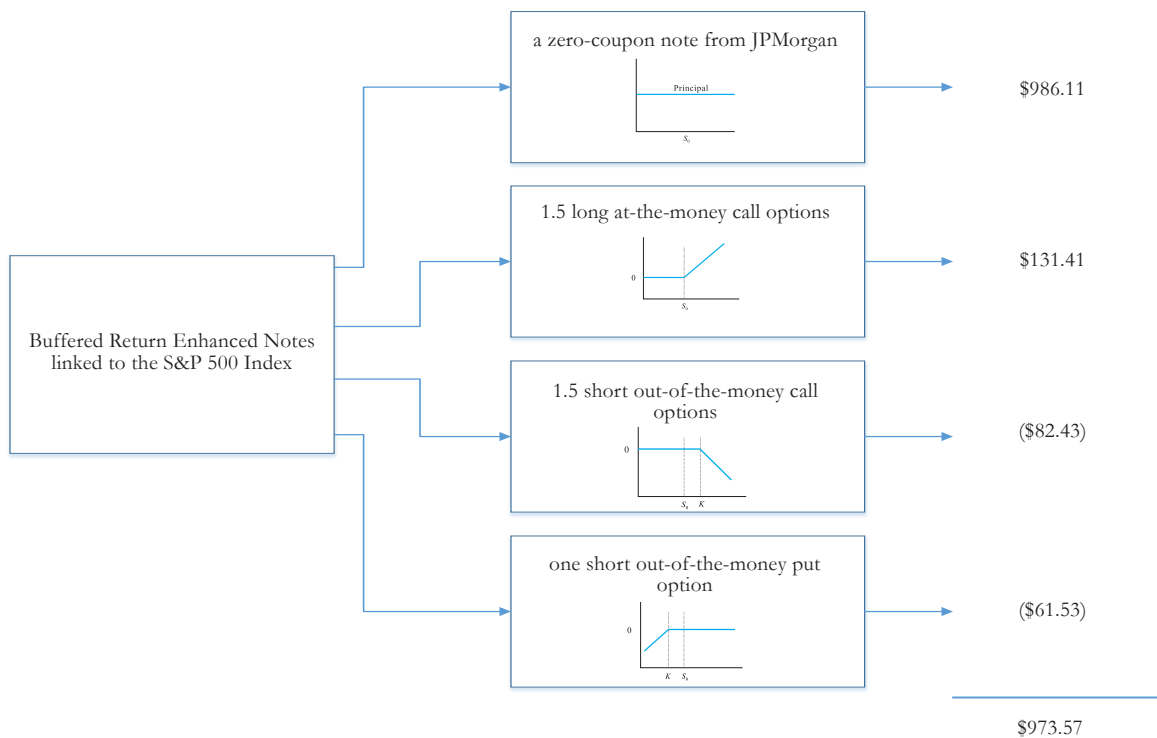 a zero-coupon note from JPMorgan
Principal
S₀
$986.11
1.5 long at-the-money call options
0
S₀
$131.41
Buffered Return Enhanced Notes
linked to the S&P 500 Index
1.5 short out-of-the-money call
options
0
S₀ K
($82.43)
one short out-of-the-money put
option
0
K S₀
($61.53)
$973.57